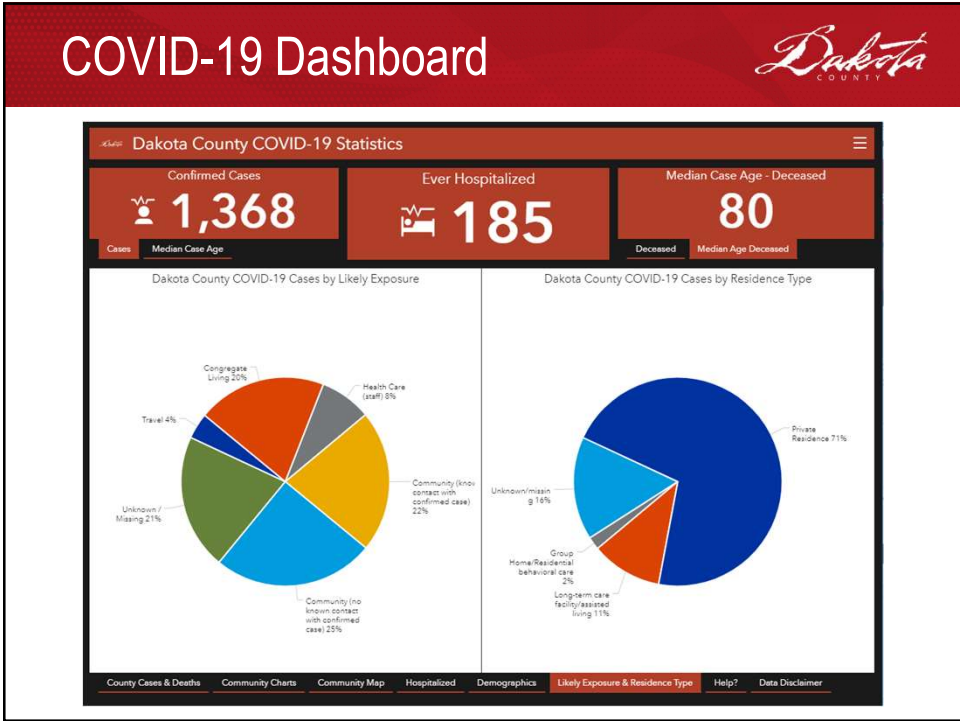 COVID-19 Dashboard
Dakota
COUNTY
Dakota County COVID-19 Statistics
Confirmed Cases
1,368
Cases
Median Case Age
Ever Hospitalized
185
Median Case Age - Deceased
80
Deceased
Median Age Deceased
Dakota County COVID-19 Cases by Likely Exposure
Congregate
Living 20%
Health Care
(staff) 8%
Travel 4%
Community (know
contact with
confirmed case)
22%
Unknown /
Missing 21%
Community (no
known contact
with confirmed
case) 25%
Dakota County COVID-19 Cases by Residence Type
Private
Residence 71%
Unknown/missin
g 16%
Group
Home/Residential
behavioral care
2%
Long-term care
facility/assisted
living 11%
County Cases & Deaths
Community Charts
Community Map
Hospitalized
Demographics
Likely Exposure & Residence Type
Help?
Data Disclaimer